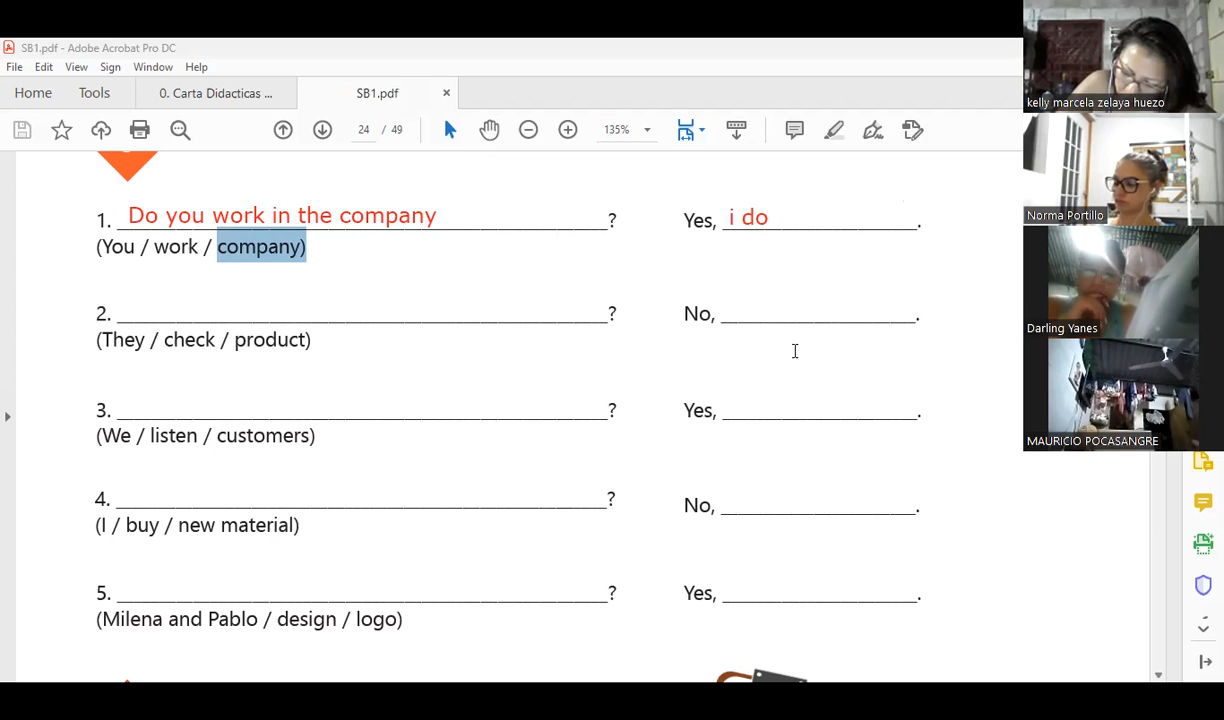 SB1.pdf - Adobe Acrobat Pro DC
File Edit View Sign Window Help
Home Tools 0. Carta Didacticas ... SB1.pdf ×
24 / 49 135%
1. Do you work in the company ? Yes, i do .
(You / work / company)
2. ? No, .
(They / check / product)
3. ? Yes, .
(We / listen / customers)
4. ? No, .
(I / buy / new material)
5. ? Yes, .
(Milena and Pablo / design / logo)
kelly marcela zelaya huezo
Norma Portillo
Darling Yanes
MAURICIO POCASANGRE